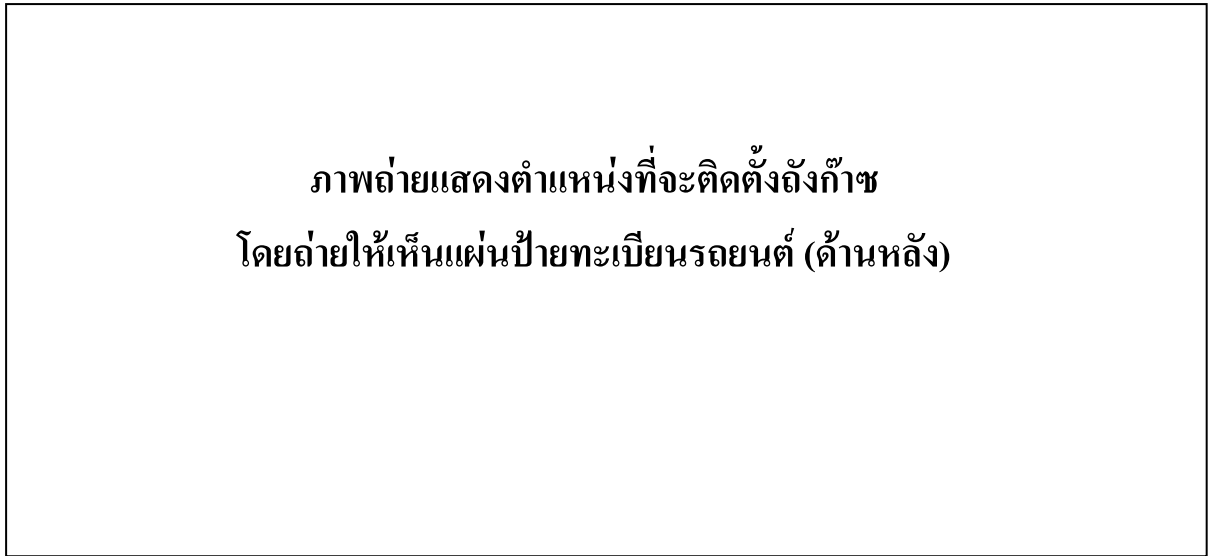 ภาพถ่ายแสดงตำแหน่งที่จะติดตั้งถังก๊าซ
โดยถ่ายให้เห็นแผ่นป้ายทะเบียนรถยนต์ (ด้านหลัง)